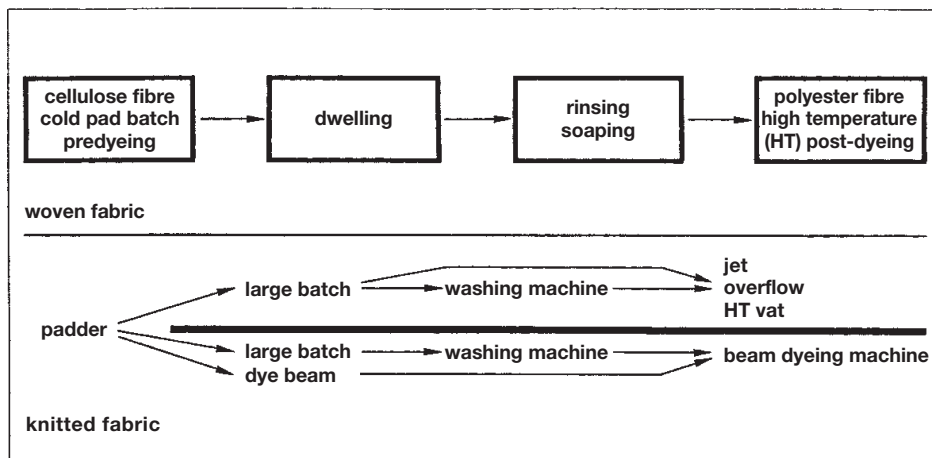 cellulose fibre
cold pad batch
predyeing
dwelling
rinsing
soaping
polyester fibre
high temperature
(HT) post-dyeing
woven fabric
jet
large batch washing machine overflow
HT vat
padder
large batch washing machine beam dyeing machine
dye beam
knitted fabric